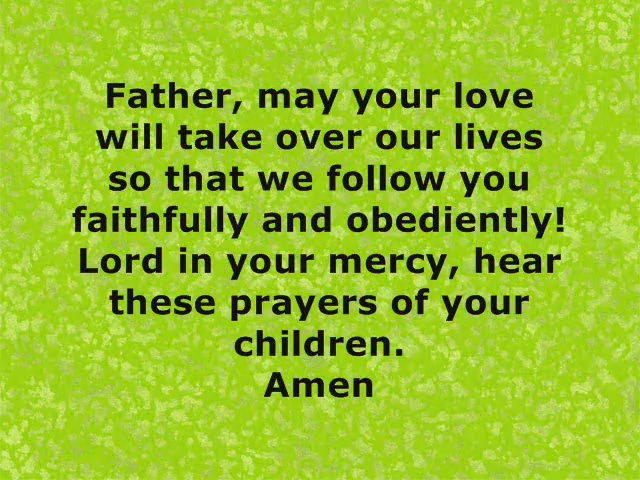 Father, may your love
will take over our lives
so that we follow you
faithfully and obediently!
Lord in your mercy, hear
these prayers of your
children.
Amen